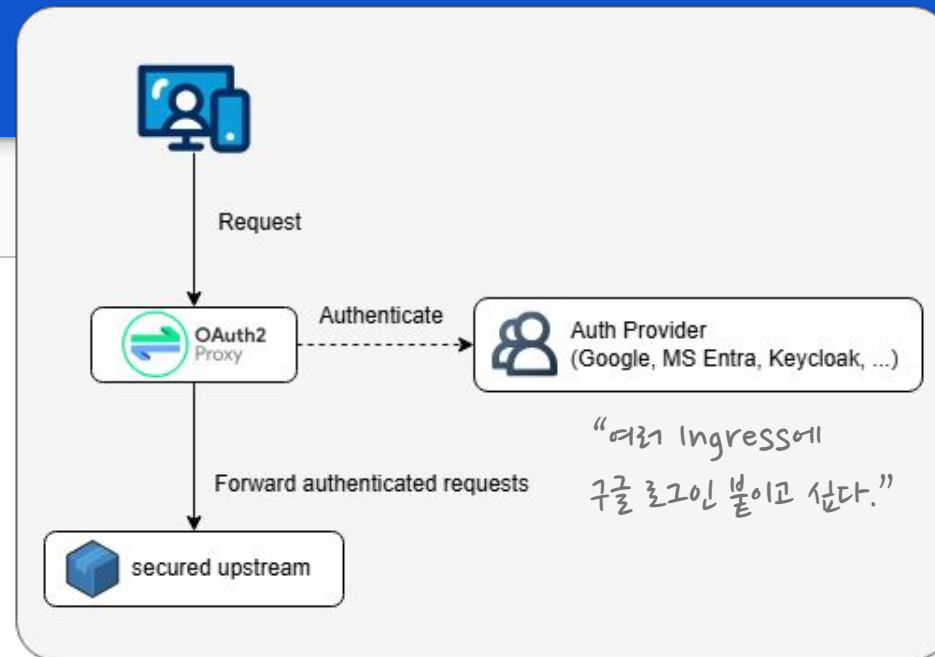 Request
OAuth2
Proxy
Authenticate
Auth Provider
(Google, MS Entra, Keycloak, ...)
“여러 Ingress에
구글 로그인 붙이고 싶다.”
Forward authenticated requests
secured upstream